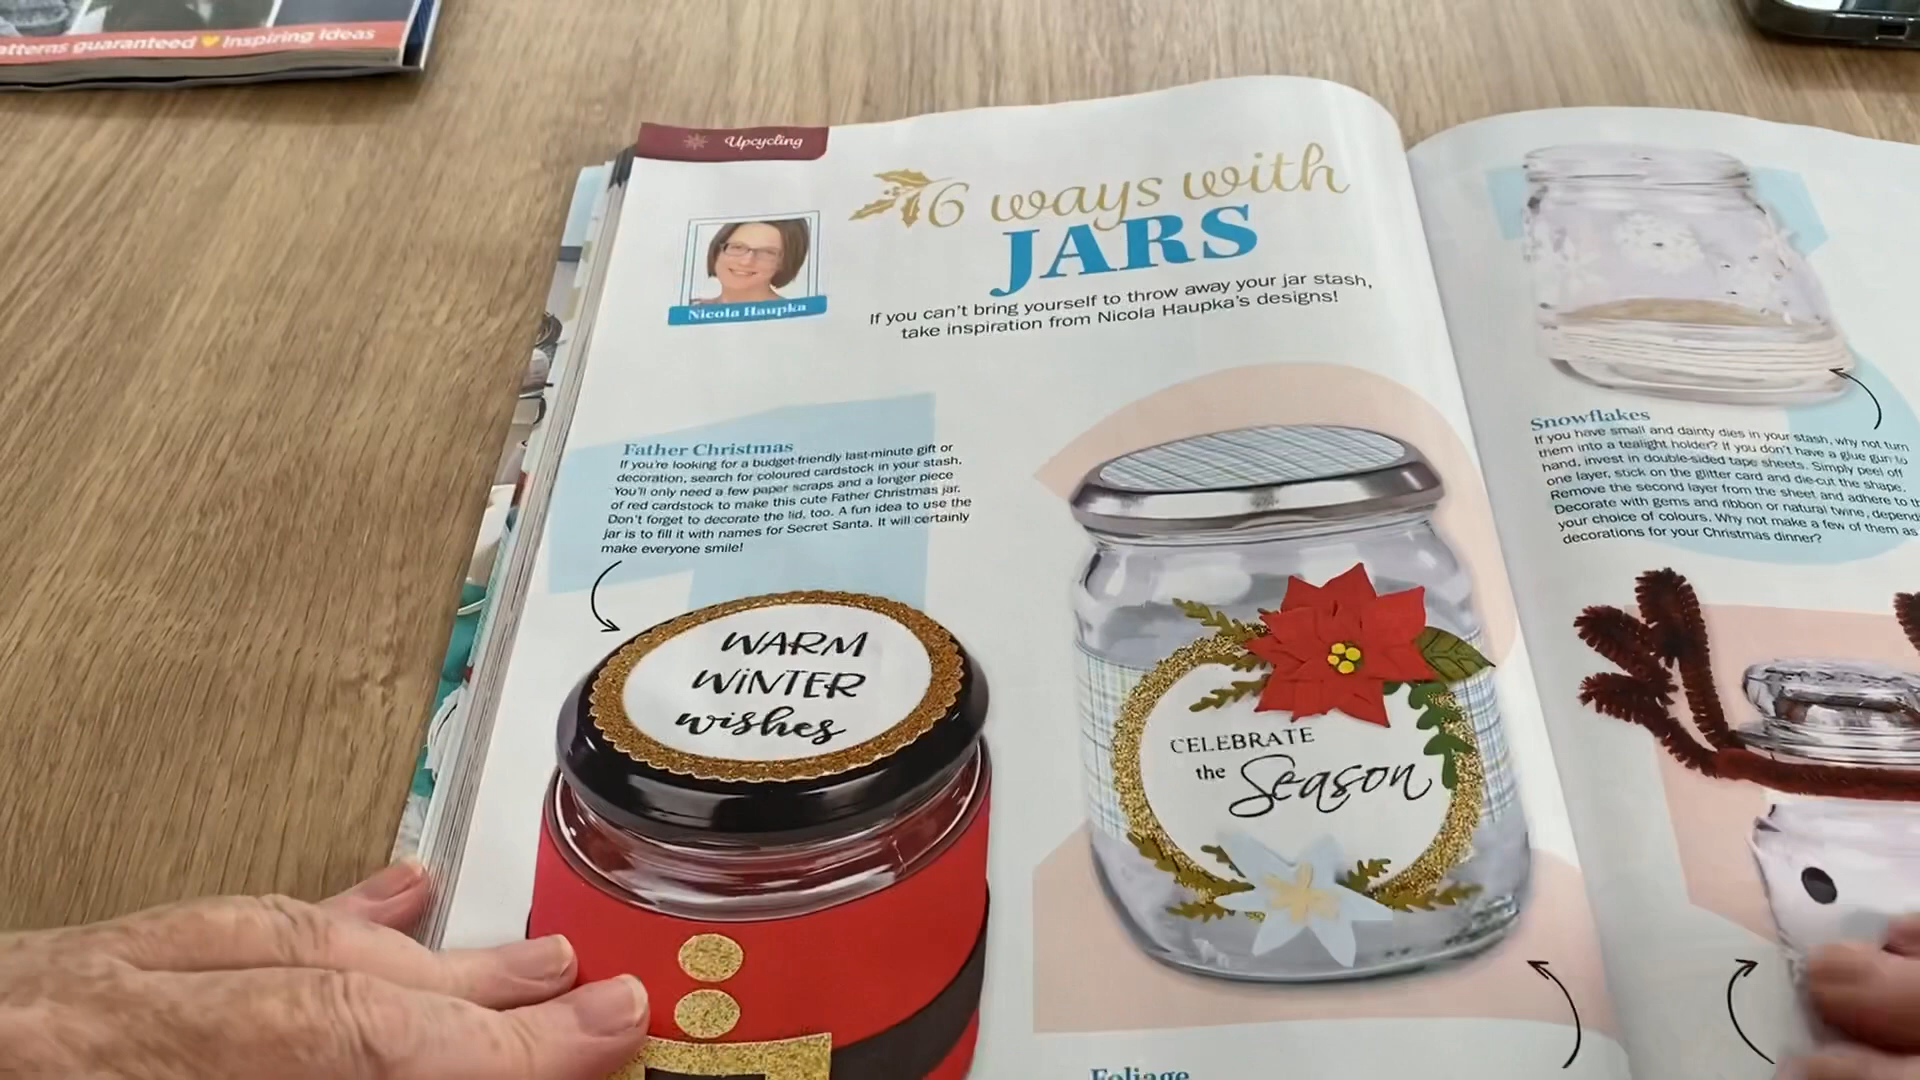 atterns guaranteed 💛 Inspiring ideas
Upcycling
6 ways with
JARS
Nicola Haupka
If you can't bring yourself to throw away your jar stash,
take inspiration from Nicola Haupka's designs!
Father Christmas
If you're looking for a budget-friendly last-minute gift or
decoration, search for coloured cardstock in your stash.
You'll only need a few paper scraps and a longer piece
of red cardstock to make this cute Father Christmas jar.
Don't forget to decorate the lid, too. A fun idea to use the
jar is to fill it with names for Secret Santa. It will certainly
make everyone smile!
WARM
WiNTER
wishes
CELEBRATE
the Season
Foliage
Snowflakes
If you have small and dainty dies in your stash, why not turn
them into a tealight holder? If you don't have a glue gun to
hand, invest in double-sided tape sheets. Simply peel off
one layer, stick on the glitter card and die-cut the shape.
Remove the second layer from the sheet and adhere to th
Decorate with gems and ribbon or natural twine, depend
your choice of colours. Why not make a few of them as
decorations for your Christmas dinner?